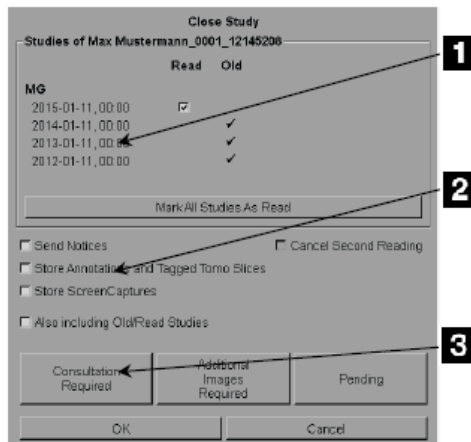 Close Study
Studies of Max Mustermann_0001_12145208
Read Old
MG
2015-01-11, 00:00
2014-01-11, 00:00
2013-01-11, 00:00
2012-01-11, 00:00
Mark All Studies As Read
Send Notices
Cancel Second Reading
Store Annotations and Tagged Tomo Slices
Store ScreenCaptures
Also including Old/Read Studies
Consultation
Required
Additional
Images
Required
Pending
OK
Cancel
1
2
3